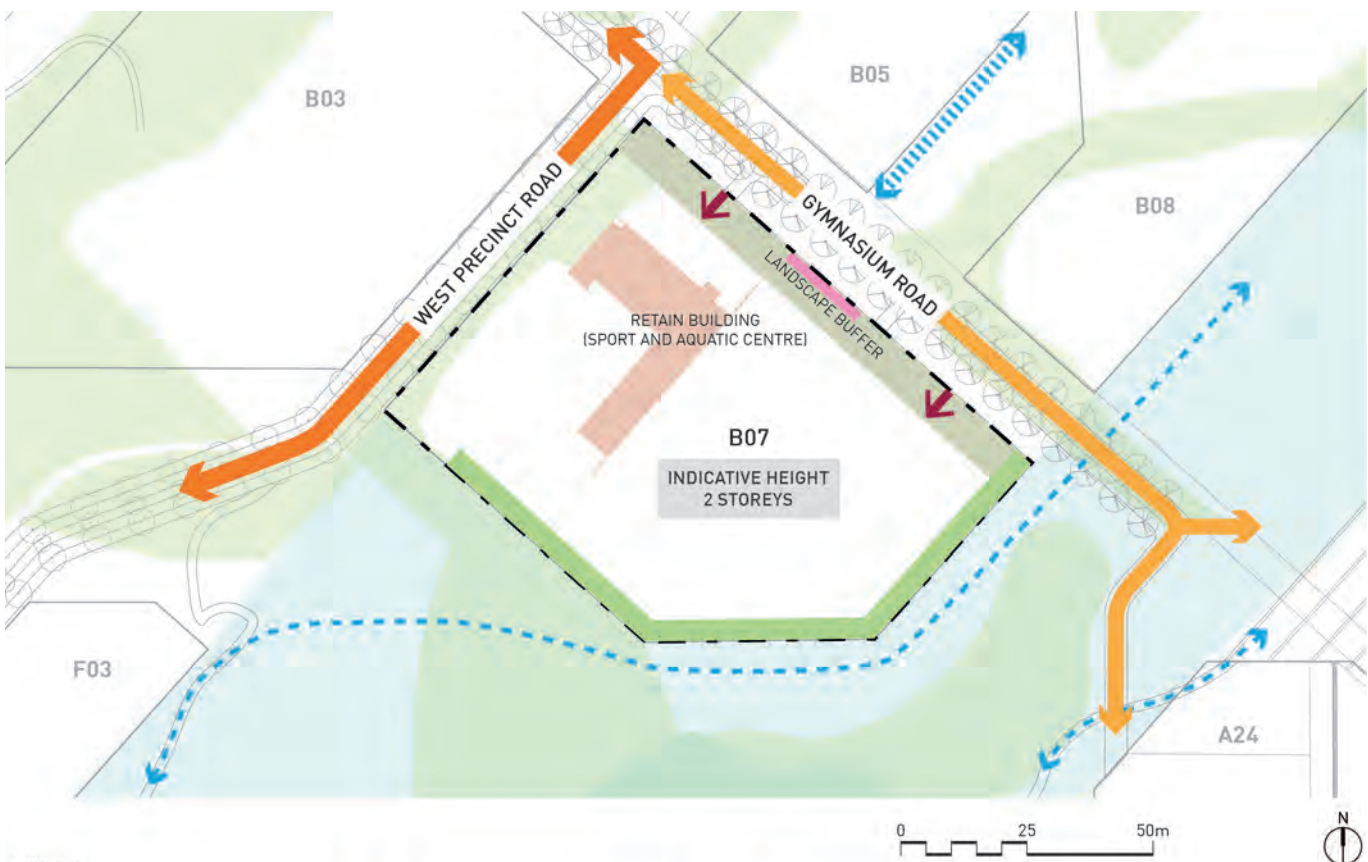 B03
B05
B08
WEST PRECINCT ROAD
GYMNASIUM ROAD
LANDSCAPE BUFFER
RETAIN BUILDING
(SPORT AND AQUATIC CENTRE)
B07
INDICATIVE HEIGHT
2 STOREYS
F03
A24
0 25 50m
N